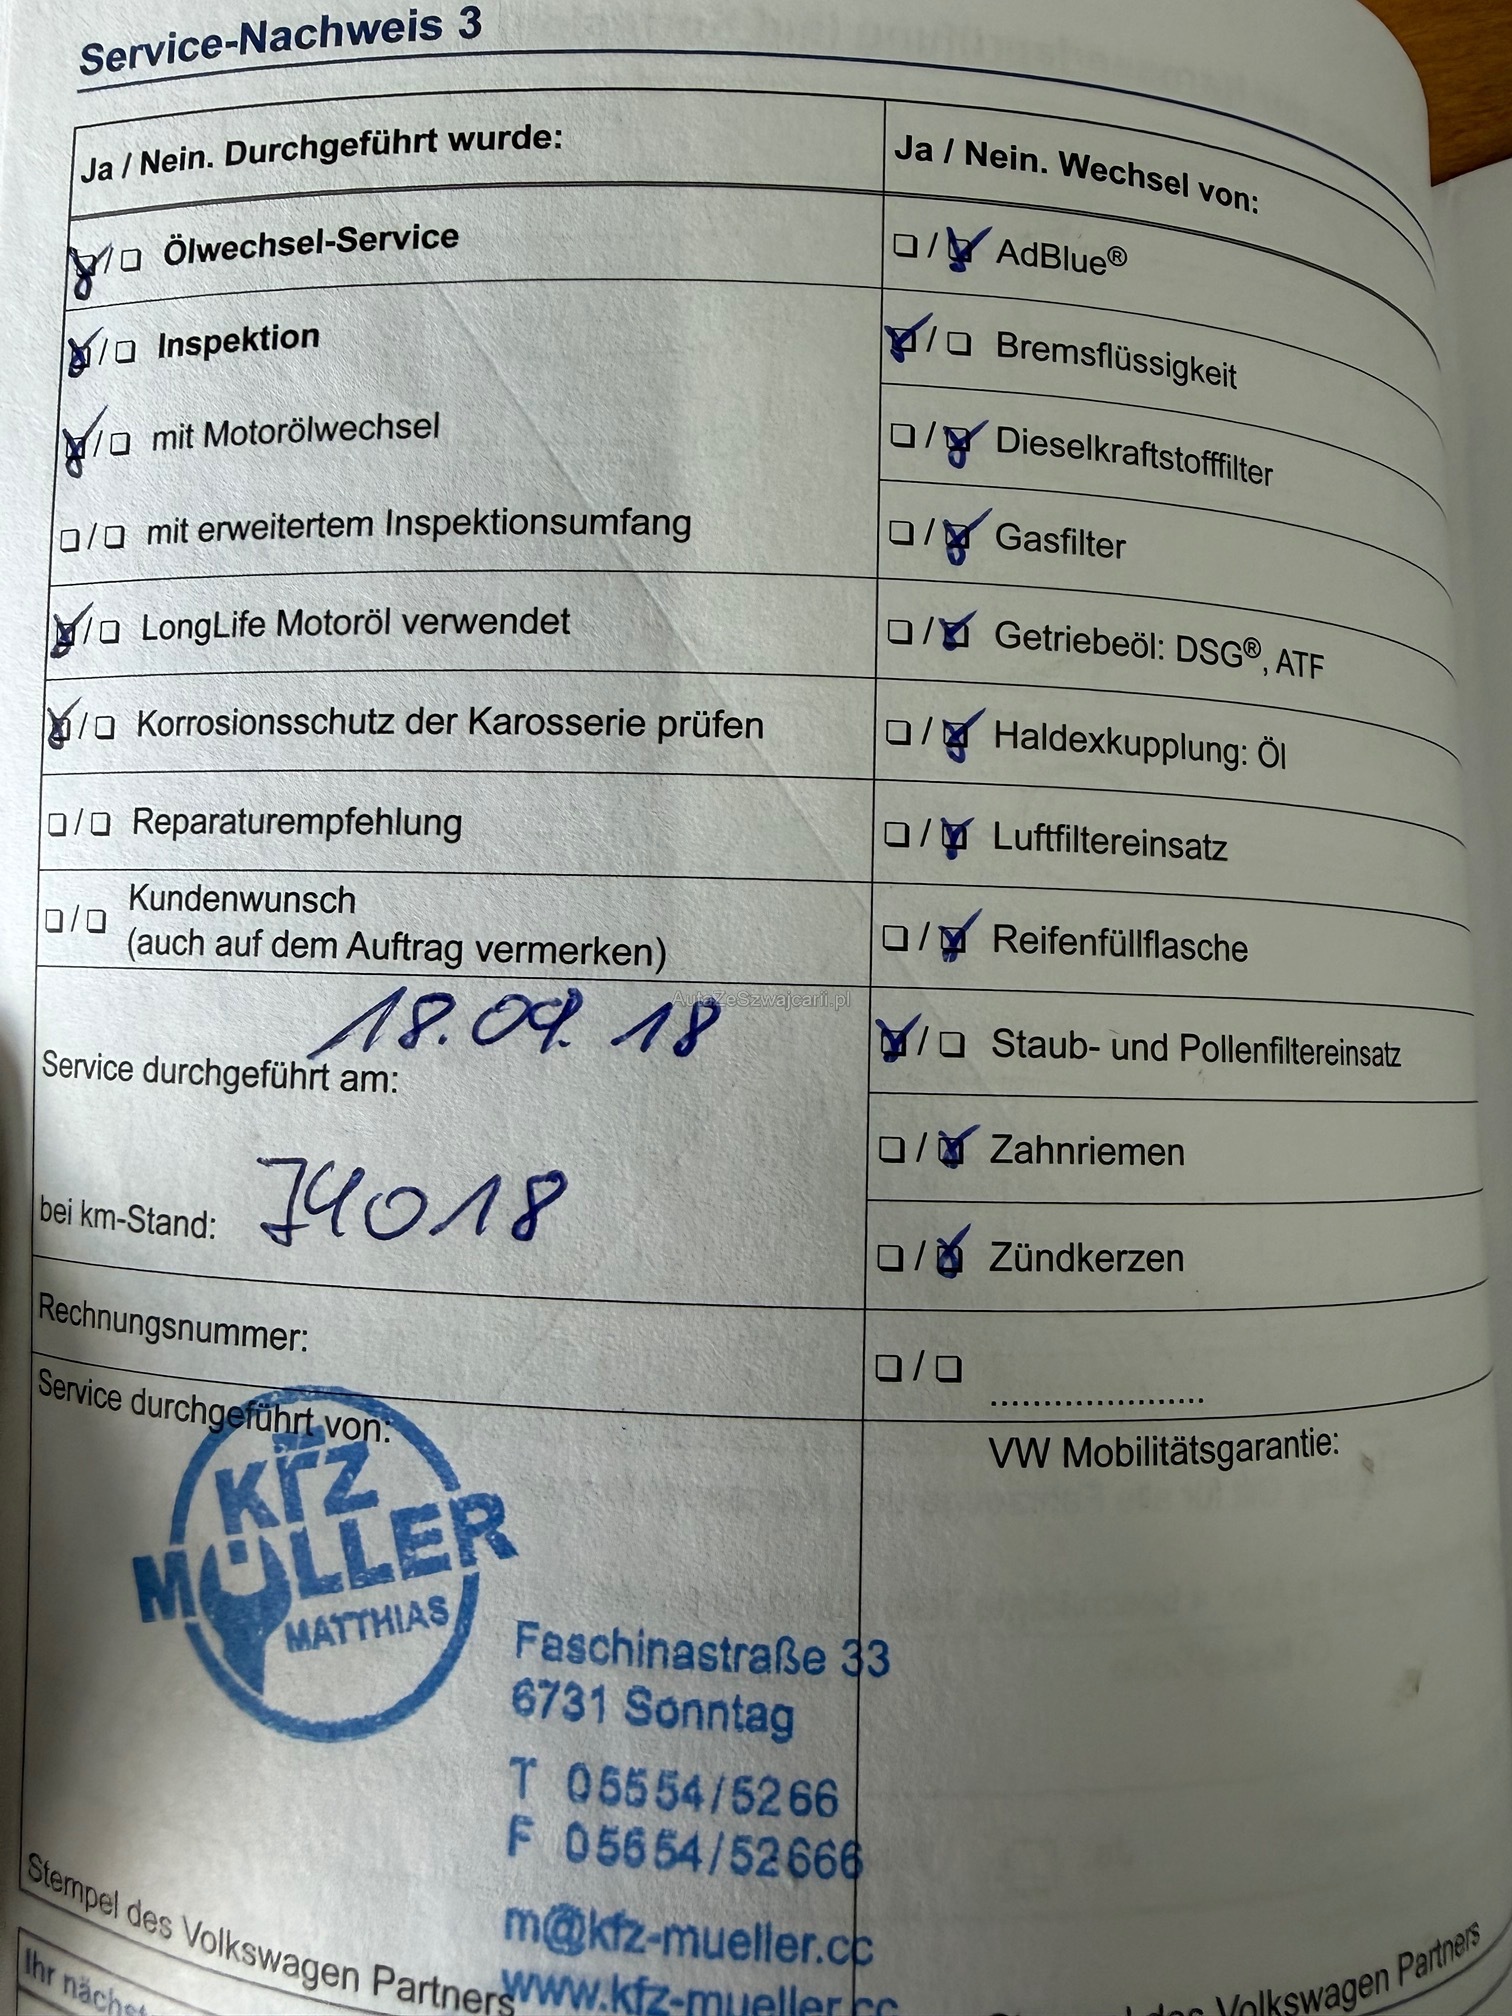 Service-Nachweis 3
Ja / Nein. Durchgeführt wurde:
Ölwechsel-Service
Inspektion
mit Motorölwechsel
mit erweitertem Inspektionsumfang
LongLife Motoröl verwendet
Korrosionsschutz der Karosserie prüfen
Reparaturempfehlung
Kundenwunsch
(auch auf dem Auftrag vermerken)
18.09.18
Service durchgeführt am:
bei km-Stand: 74018
Rechnungsnummer:
Service durchgeführt von:
Ja / Nein. Wechsel von:
AdBlue®
Bremsflüssigkeit
Dieselkraftstofffilter
Gasfilter
Getriebeöl: DSG®, ATF
Haldexkupplung: Öl
Luftfiltereinsatz
Reifenfüllflasche
Staub- und Pollenfiltereinsatz
Zahnriemen
Zündkerzen
VW Mobilitätsgarantie:
AutaZeSzwajcarii.pl
KFZ
MÜLLER
MATTHIAS
Faschinastraße 33
6731 Sonntag
T 05554/5266
F 05554/52666
m@kfz-mueller.cc
www.kfz-mueller.cc
Stempel des Volkswagen Partners
des Volkswagen Partners
Ihr